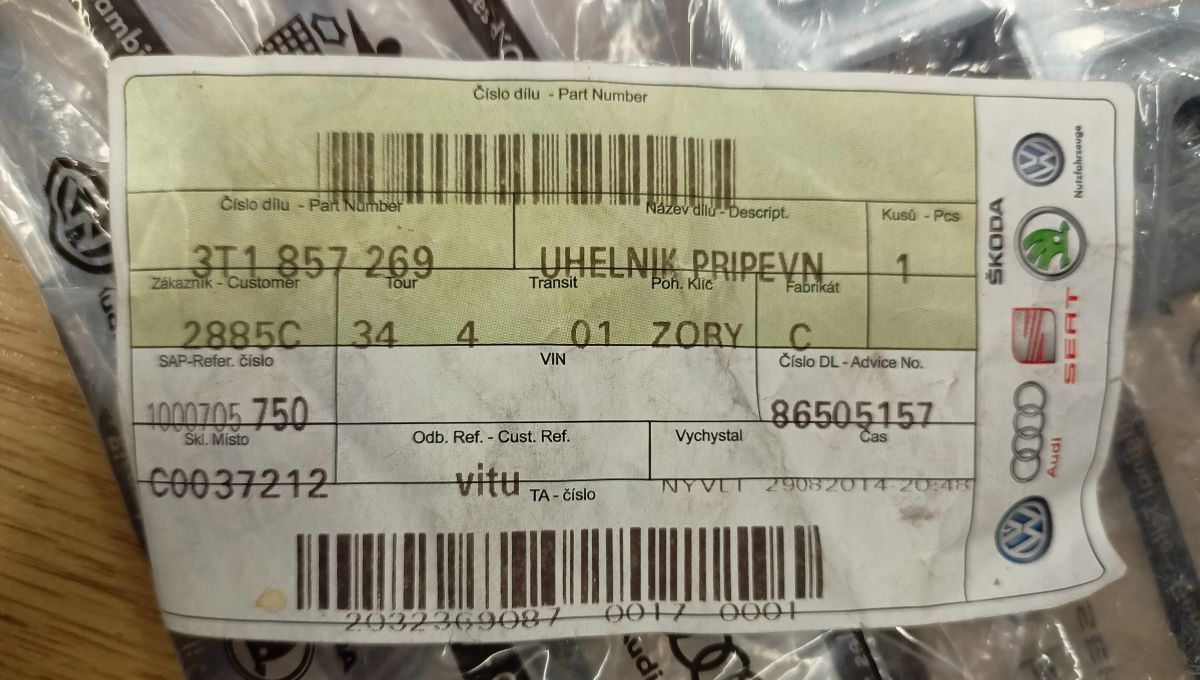 Číslo dílu - Part Number
Číslo dílu - Part Number Název dílu - Descript. Kusů - Pcs
3T1 857 269 UHELNIK PRIPEVN 1
Zákazník - Customer Tour Transit Poh. Klíč Fabrikát
2885C 34 4 01 ZORY C
SAP-Refer. číslo VIN Číslo DL - Advice No.
1000705 750 86505157
Skl. Místo Odb. Ref. - Cust. Ref. Vychystal Čas
C0037212 vitu NYVLT 29082014-20:48
TA - číslo
2032369087 0017 0001
Nutzfahrzeuge
ŠKODA
SEAT
Audi